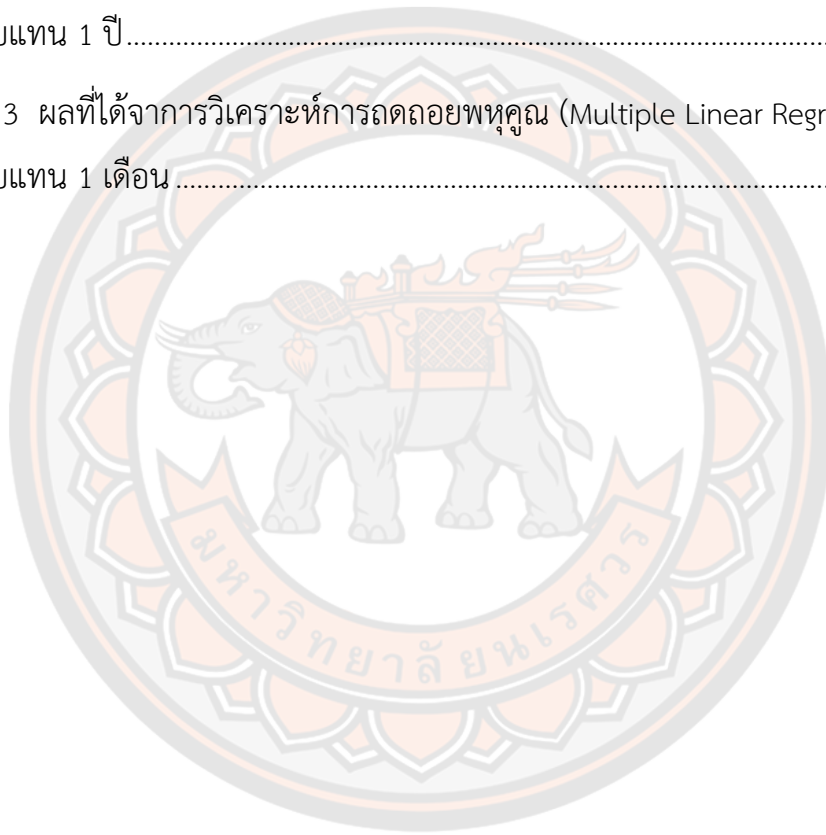 บแทน 1 ปี........................................................................................................
3 ผลที่ได้จาการวิเคราะห์การถดถอยพหุคูณ (Multiple Linear Regr
บแทน 1 เดือน..................................................................................................
มหาวิทยาลัยนเรศวร